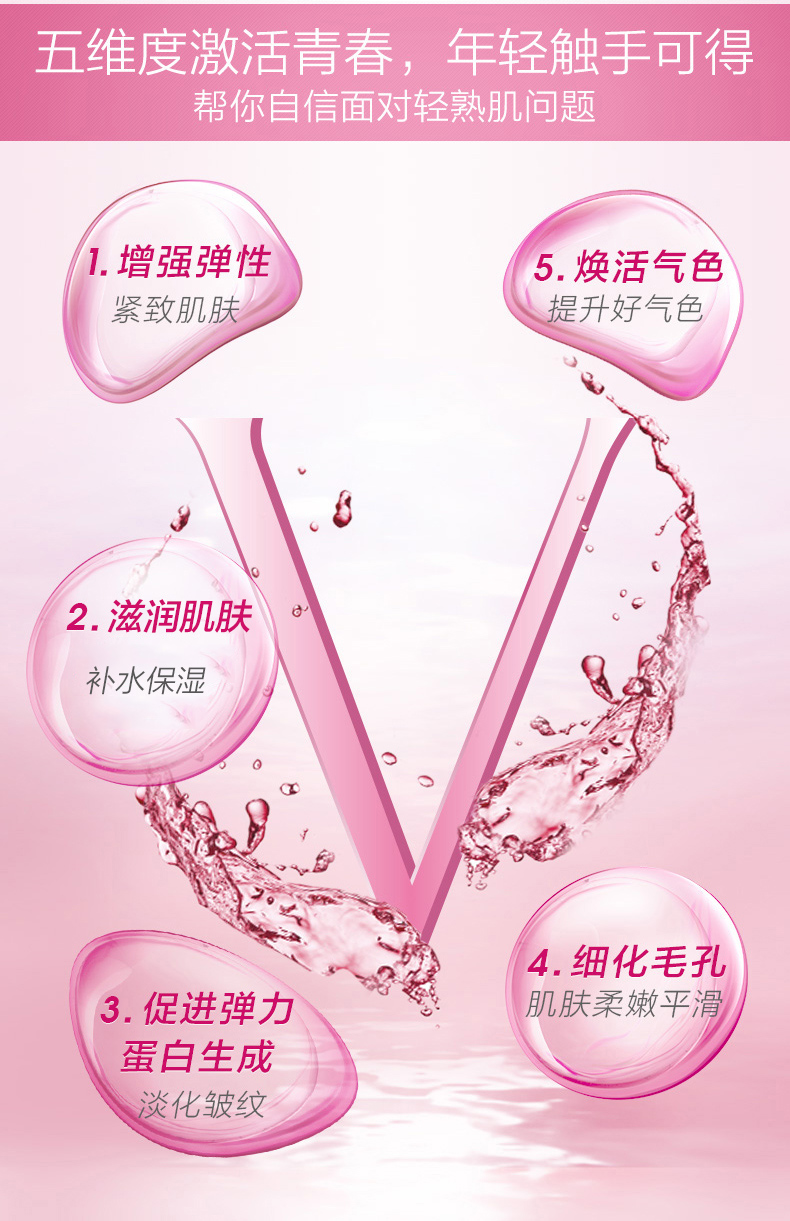 五维度激活青春，年轻触手可得
帮你自信面对轻熟肌问题
1. 增强弹性
紧致肌肤
5. 焕活气色
提升好气色
2. 滋润肌肤
补水保湿
3. 促进弹力
蛋白生成
淡化皱纹
4. 细化毛孔
肌肤柔嫩平滑
V